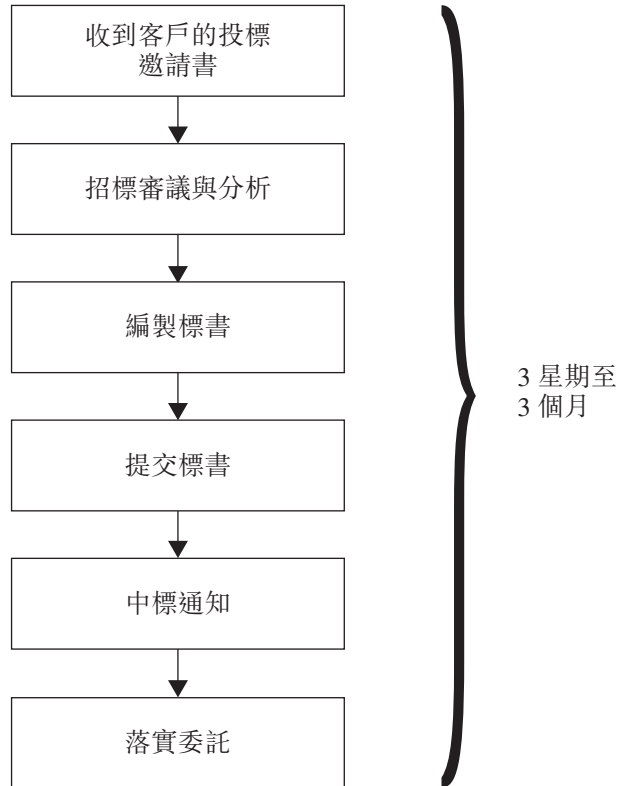 收到客戶的投標
邀請書
招標審議與分析
編製標書
提交標書
中標通知
落實委託
3 星期至
3 個月